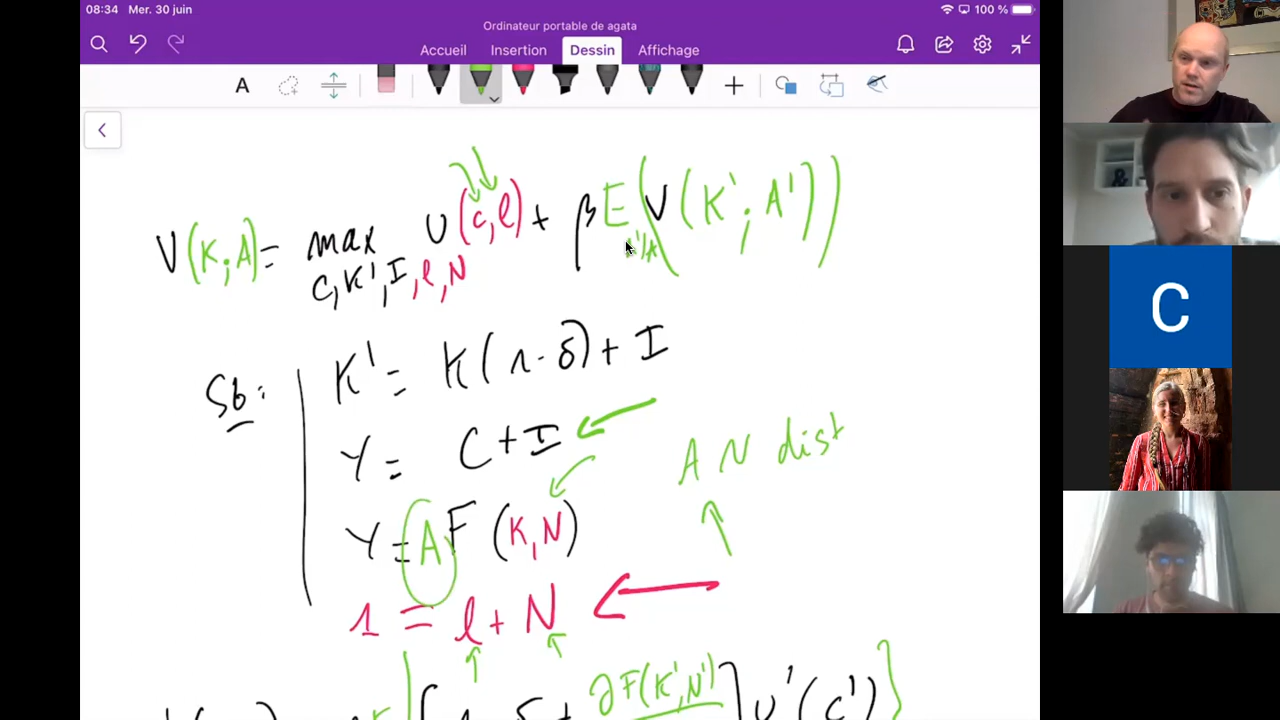 08:34 Mer. 30 juin
100 %
Ordinateur portable de agata
Accueil Insertion Dessin Affichage
A
V(K;A) = max U(c,l) + βE(V(K';A'))
c,K',I,l,N A'/A
Sb: K' = K(1-δ) + I
Y = C + I
A N dist
Y = A F (K,N)
1 = l + N
∂F(K',N')
δ + u'(c')
C